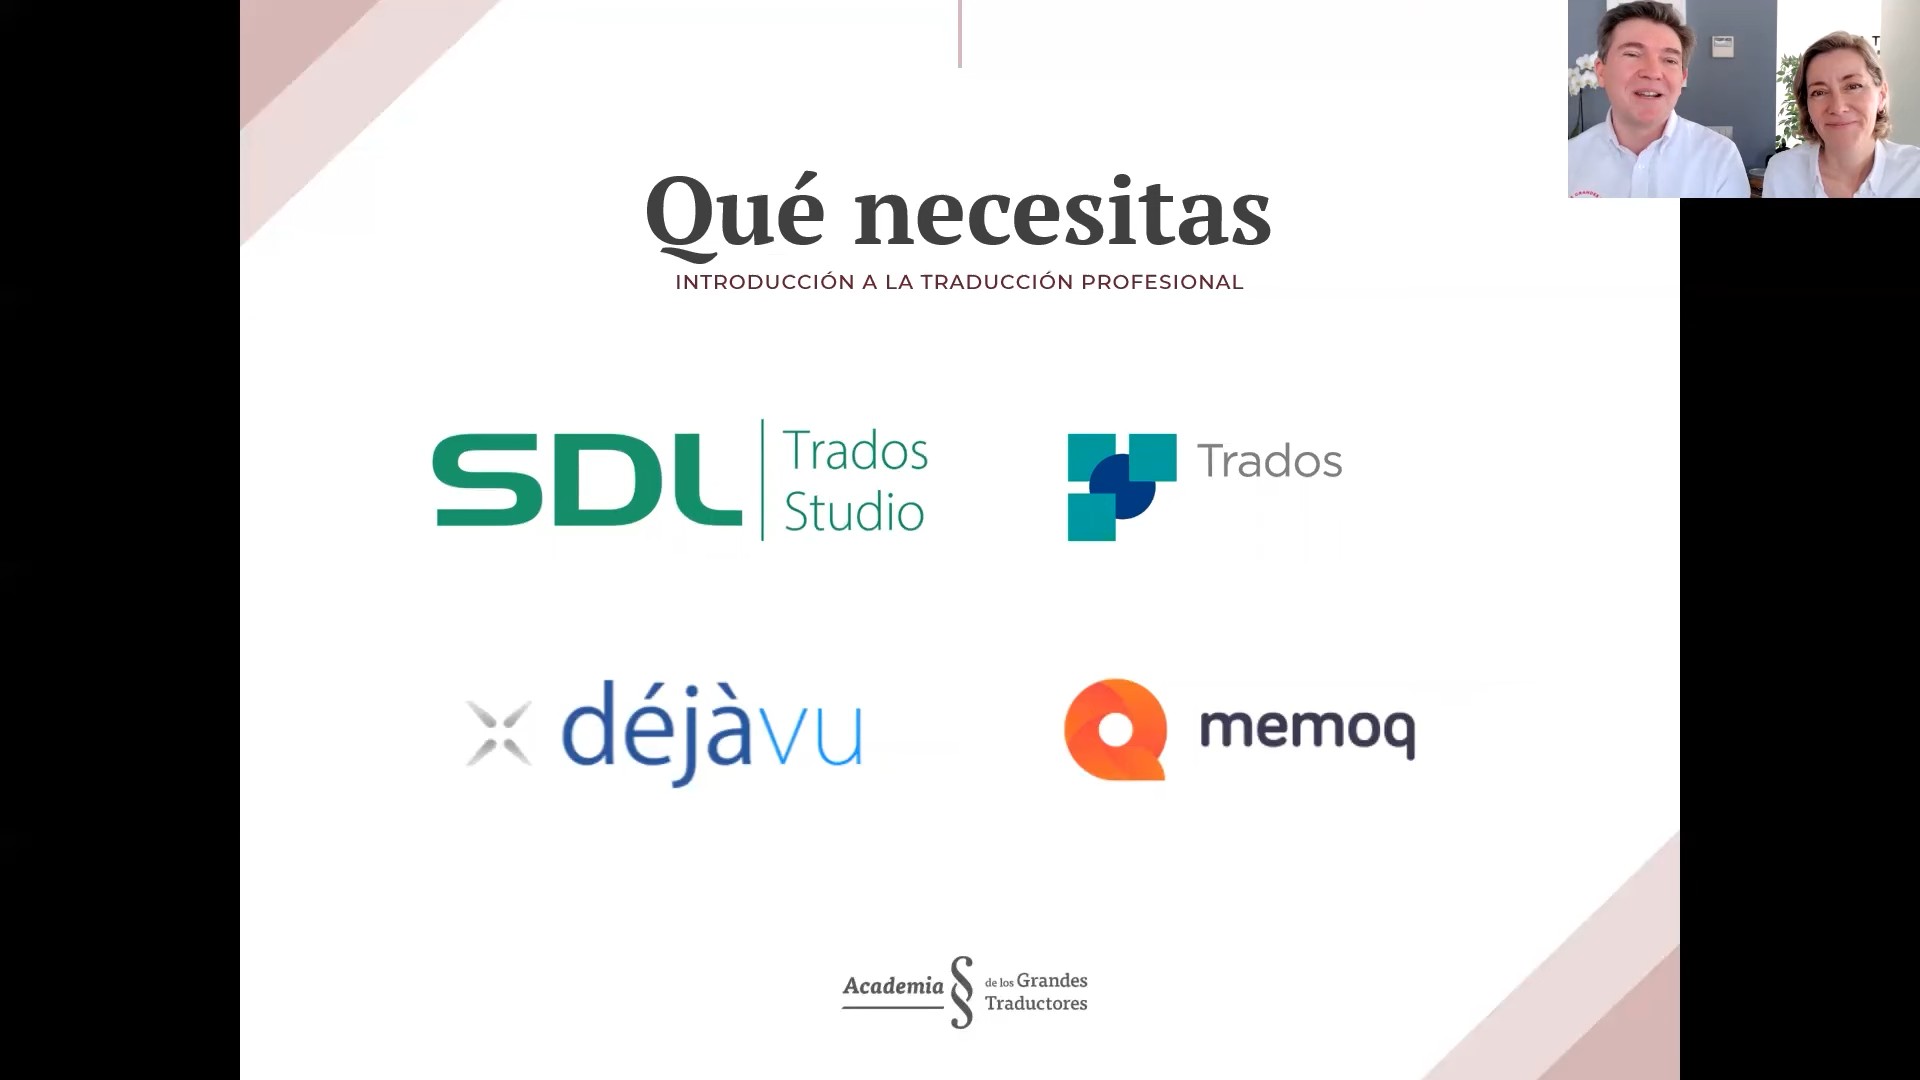 Qué necesitas
INTRODUCCIÓN A LA TRADUCCIÓN PROFESIONAL
SDL Trados
Studio
Trados
déjàvu
memoq
Academia de los Grandes
Traductores